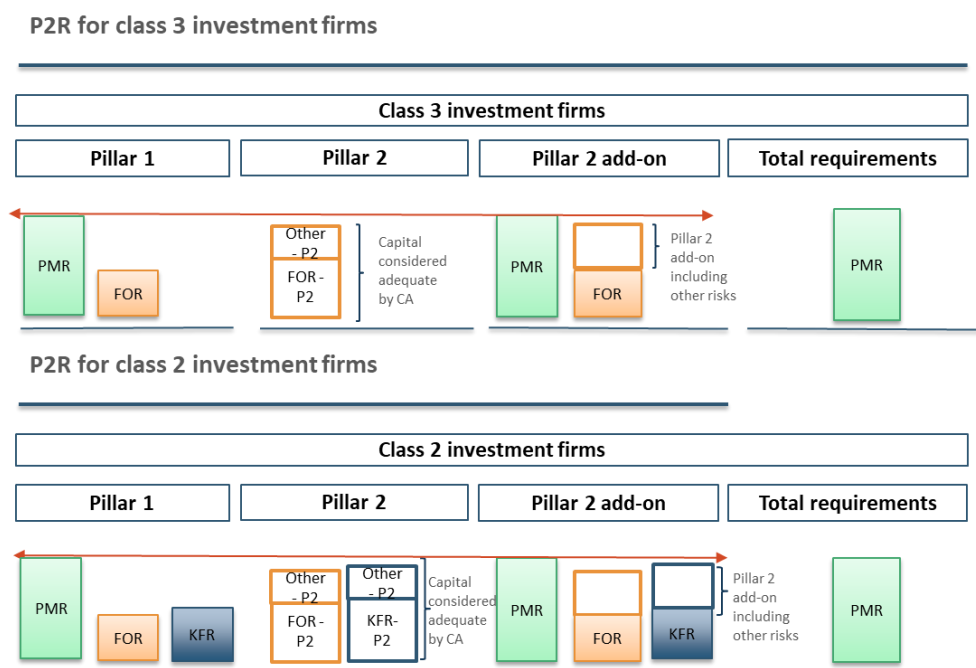 P2R for class 3 investment firms
Class 3 investment firms
Pillar 1
Pillar 2
Pillar 2 add-on
Total requirements
PMR
FOR
Other
- P2
FOR -
P2
Capital
considered
adequate
by CA
PMR
FOR
Pillar 2
add-on
including
other risks
PMR
P2R for class 2 investment firms
Class 2 investment firms
Pillar 1
Pillar 2
Pillar 2 add-on
Total requirements
PMR
FOR
KFR
Other
- P2
FOR -
P2
Other
- P2
KFR-
P2
Capital
considered
adequate
by CA
PMR
FOR
KFR
Pillar 2
add-on
including
other risks
PMR